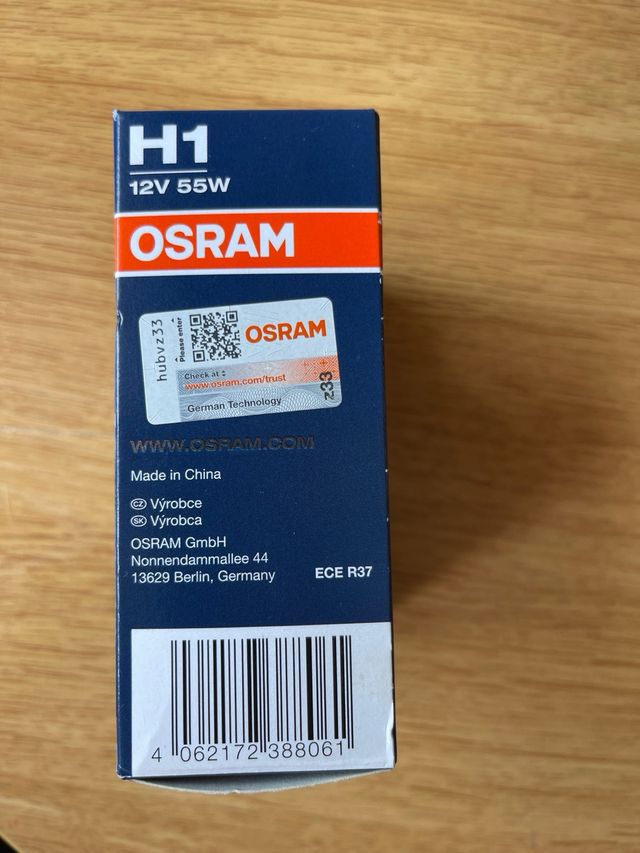 H1
12V 55W
OSRAM
hubvz33
Please enter
OSRAM
Check at :
www.osram.com/trust
German Technology
z33
WWW.OSRAM.COM
Made in China
CZ Výrobce
SK Výrobca
OSRAM GmbH
Nonnendammallee 44
13629 Berlin, Germany
ECE R37
4 062172 388061